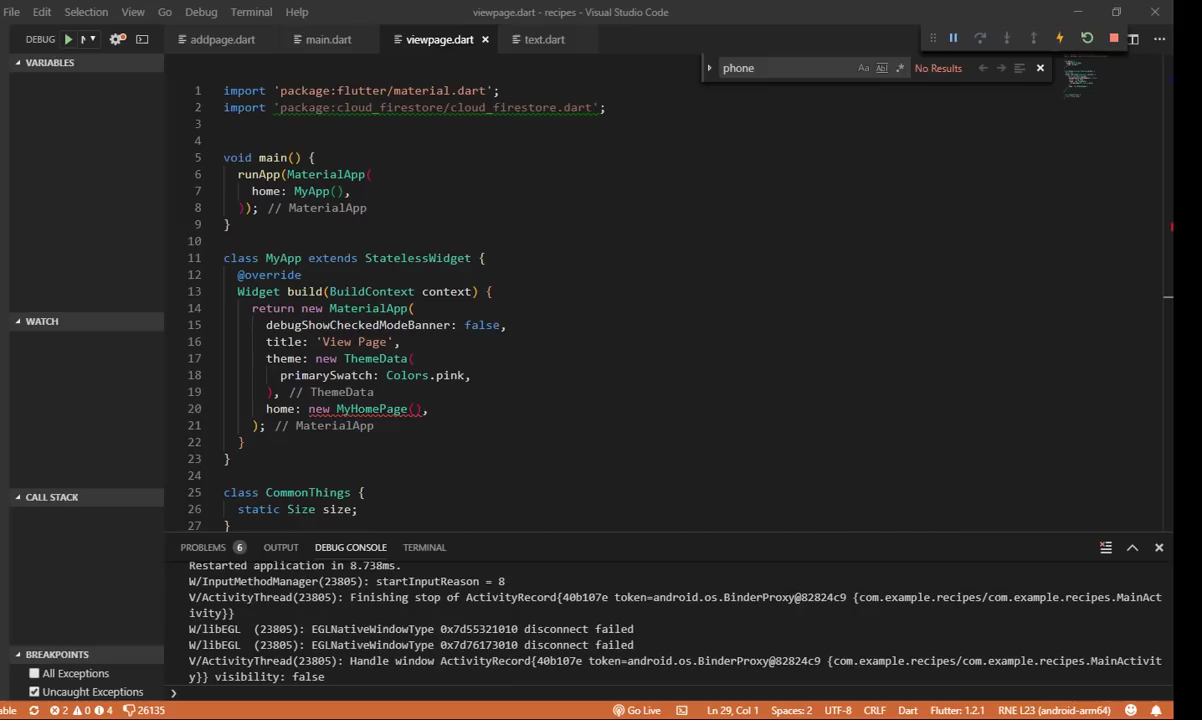 File Edit Selection View Go Debug Terminal Help viewpage.dart - recipes - Visual Studio Code
DEBUG addpage.dart main.dart viewpage.dart text.dart
VARIABLES
phone Aa Abl .* No Results
1 import 'package:flutter/material.dart';
2 import 'package:cloud_firestore/cloud_firestore.dart';
3
4
5 void main() {
6 runApp(MaterialApp(
7 home: MyApp(),
8 )); // MaterialApp
9 }
10
11 class MyApp extends StatelessWidget {
12 @override
13 Widget build(BuildContext context) {
14 return new MaterialApp(
15 debugShowCheckedModeBanner: false,
16 title: 'View Page',
17 theme: new ThemeData(
18 primarySwatch: Colors.pink,
19 ), // ThemeData
20 home: new MyHomePage(),
21 ); // MaterialApp
22 }
23 }
24
25 class CommonThings {
26 static Size size;
27 }
WATCH
CALL STACK
BREAKPOINTS
All Exceptions
Uncaught Exceptions
PROBLEMS 6 OUTPUT DEBUG CONSOLE TERMINAL
Restarted application in 8.738ms.
W/InputMethodManager(23805): startInputReason = 8
V/ActivityThread(23805): Finishing stop of ActivityRecord{40b107e token=android.os.BinderProxy@82824c9 {com.example.recipes/com.example.recipes.MainAct
ivity}}
W/libEGL (23805): EGLNativeWindowType 0x7d55321010 disconnect failed
W/libEGL (23805): EGLNativeWindowType 0x7d76173010 disconnect failed
V/ActivityThread(23805): Handle window ActivityRecord{40b107e token=android.os.BinderProxy@82824c9 {com.example.recipes/com.example.recipes.MainActivit
y}} visibility: false
able 2 0 4 26135 Go Live Ln 29, Col 1 Spaces: 2 UTF-8 CRLF Dart Flutter: 1.2.1 RNE L23 (android-arm64)